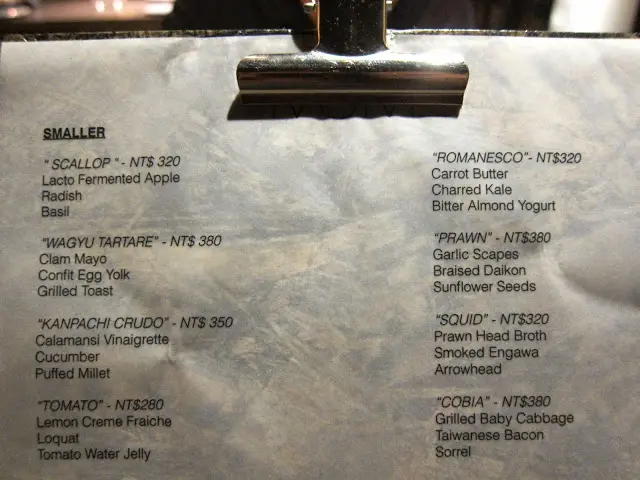 SMALLER
" SCALLOP " - NT$ 320
Lacto Fermented Apple
Radish
Basil
"WAGYU TARTARE" - NT$ 380
Clam Mayo
Confit Egg Yolk
Grilled Toast
"KANPACHI CRUDO" - NT$ 350
Calamansi Vinaigrette
Cucumber
Puffed Millet
"TOMATO" - NT$280
Lemon Creme Fraiche
Loquat
Tomato Water Jelly
"ROMANESCO"- NT$320
Carrot Butter
Charred Kale
Bitter Almond Yogurt
"PRAWN" - NT$380
Garlic Scapes
Braised Daikon
Sunflower Seeds
"SQUID" - NT$320
Prawn Head Broth
Smoked Engawa
Arrowhead
"COBIA" - NT$380
Grilled Baby Cabbage
Taiwanese Bacon
Sorrel